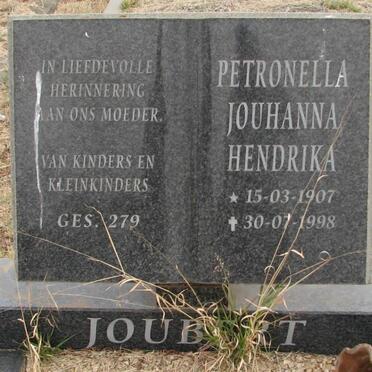 IN LIEFDEVOLLE
HERINNERING
AAN ONS MOEDER.
VAN KINDERS EN
KLEINKINDERS
GES. 279
PETRONELLA
JOUHANNA
HENDRIKA
★ 15-03-1907
✝ 30-07-1998
JOUBERT